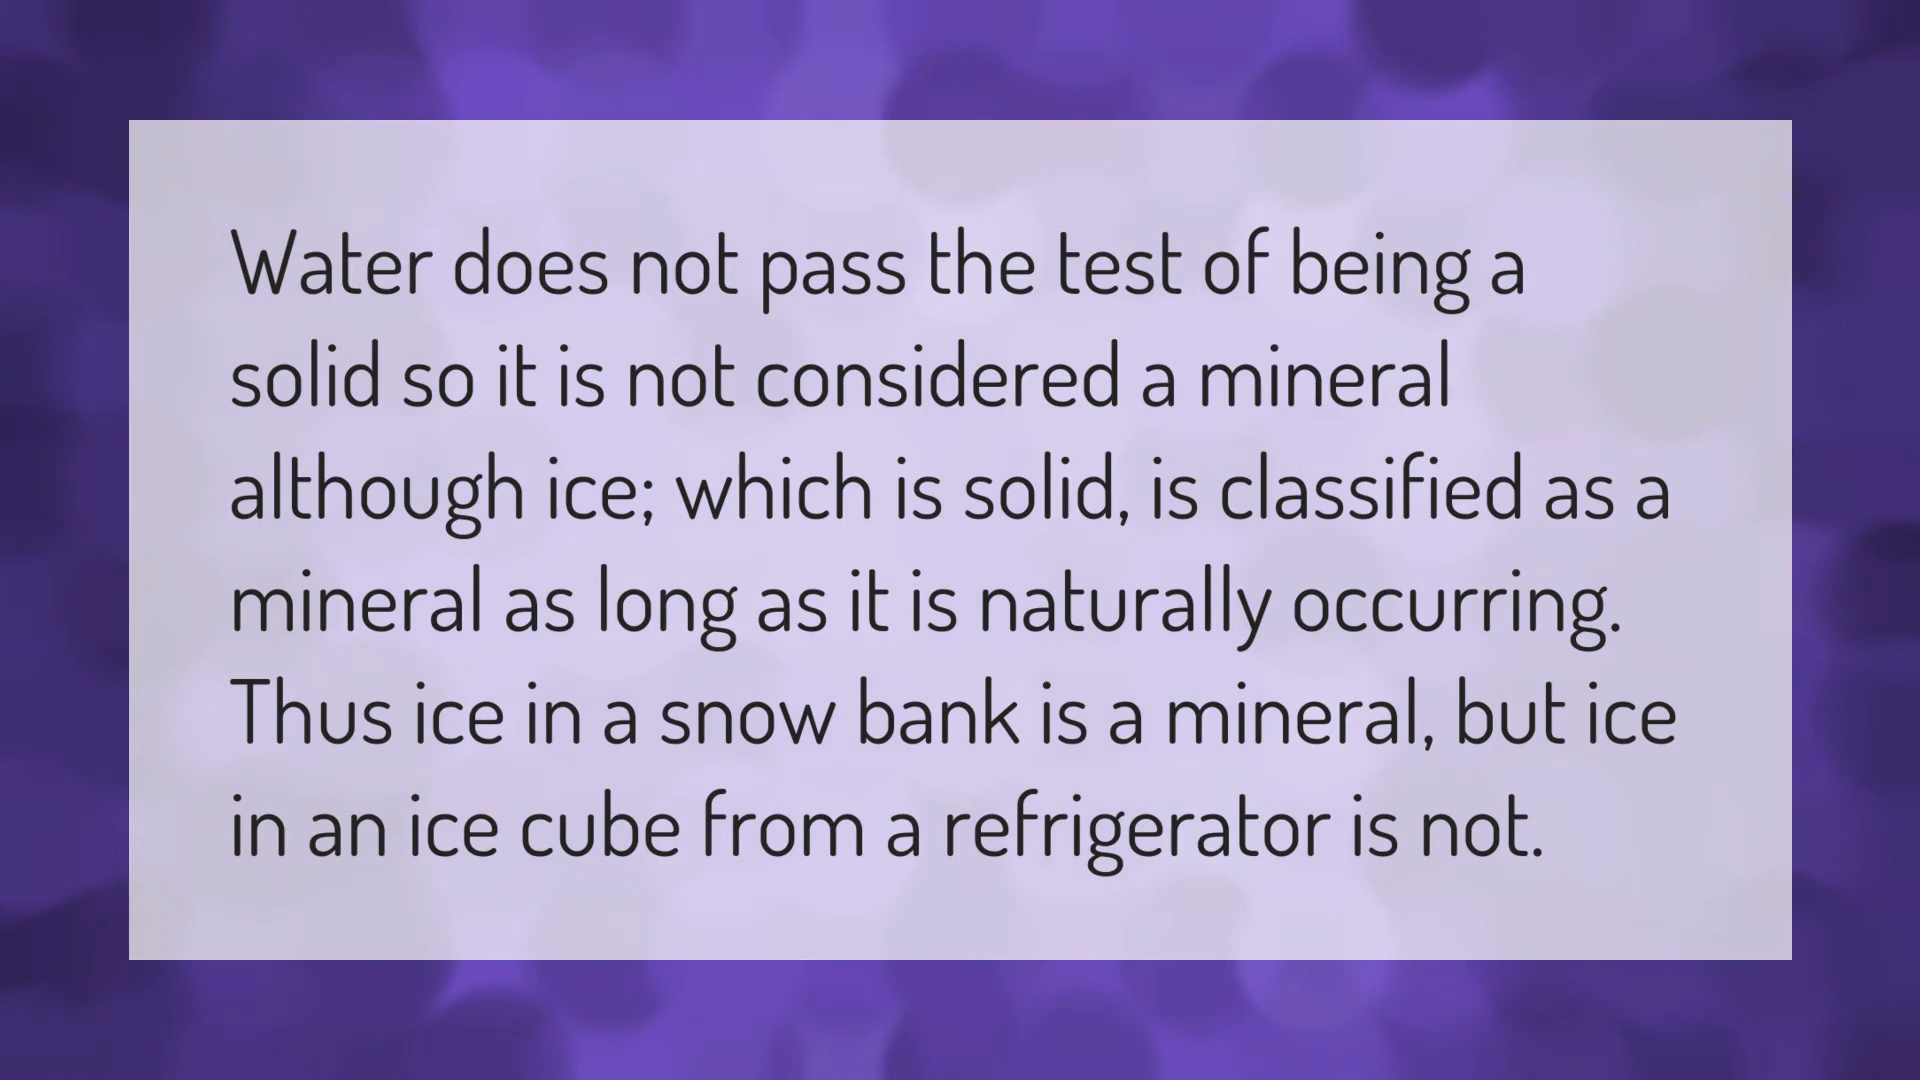 Water does not pass the test of being a
solid so it is not considered a mineral
although ice; which is solid, is classified as a
mineral as long as it is naturally occurring.
Thus ice in a snow bank is a mineral, but ice
in an ice cube from a refrigerator is not.